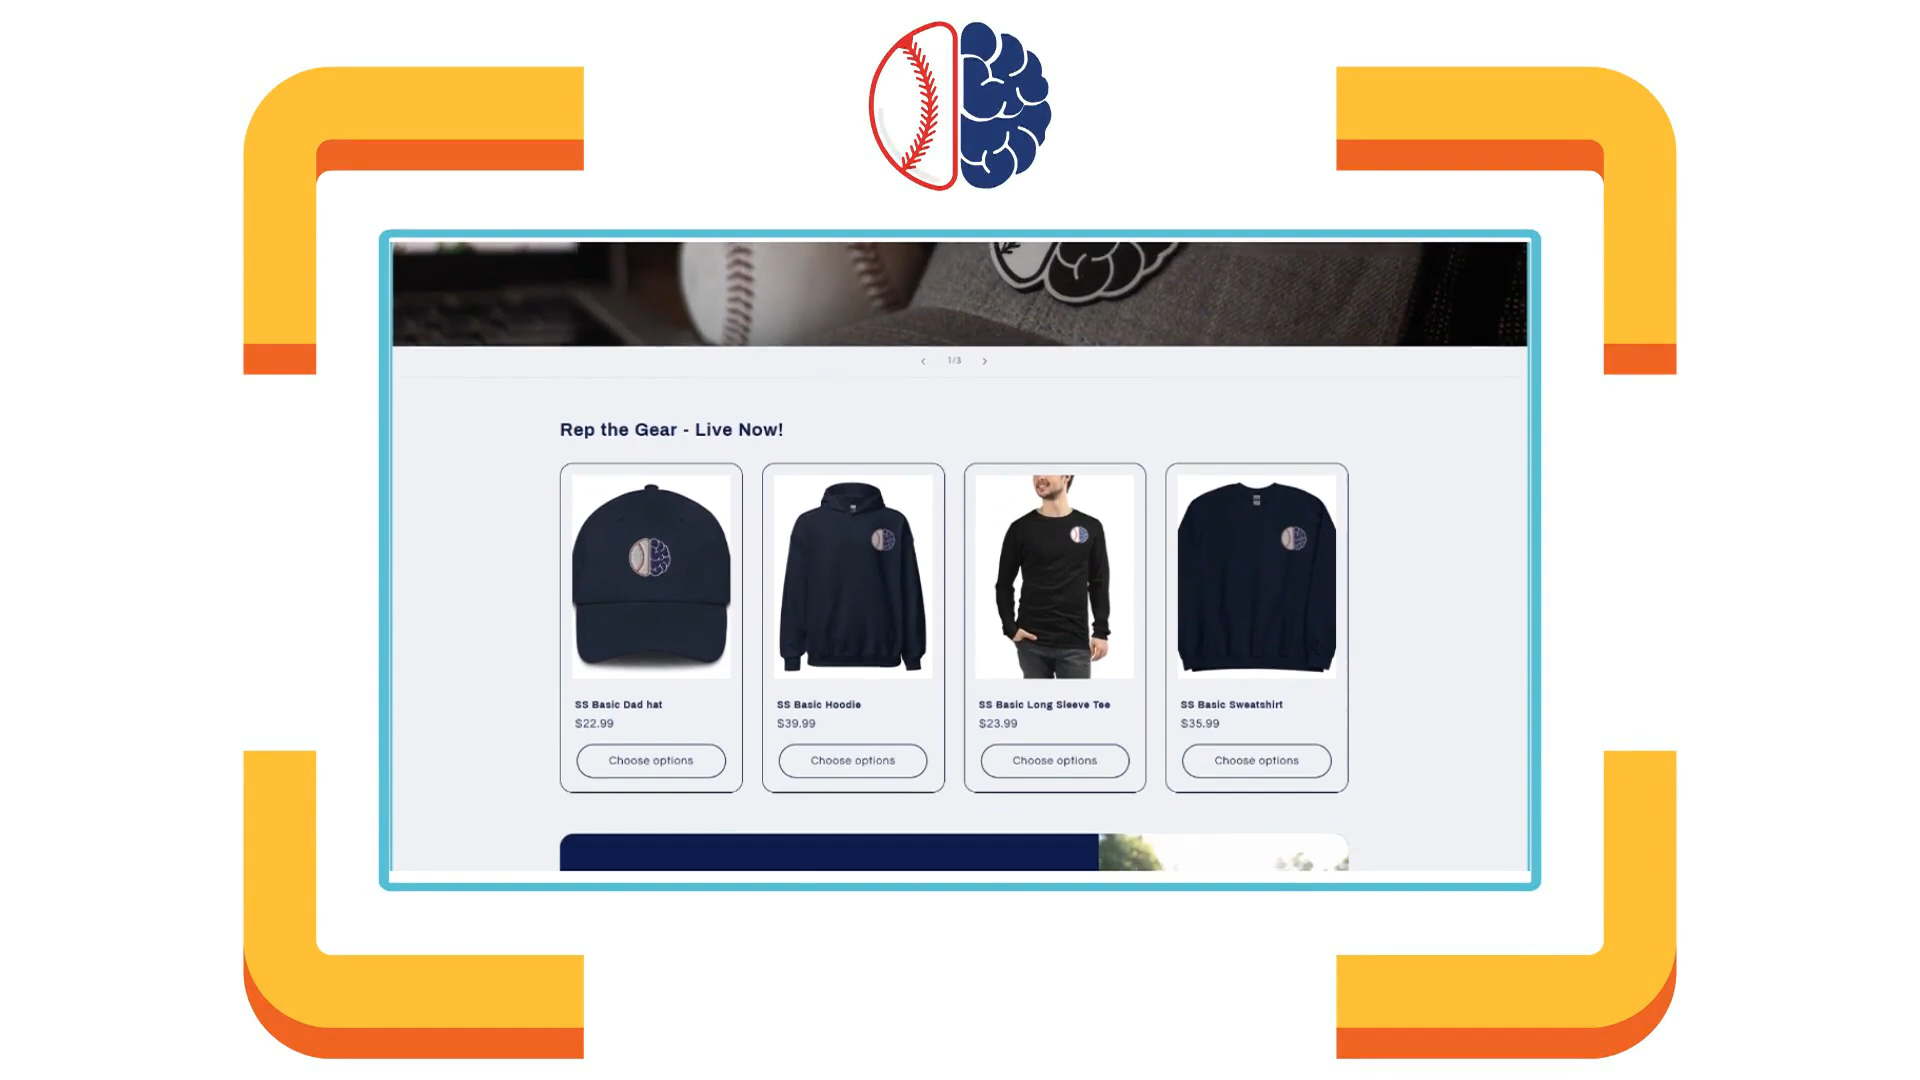 1/3
Rep the Gear - Live Now!
SS Basic Dad hat
$22.99
Choose options
SS Basic Hoodie
$39.99
Choose options
SS Basic Long Sleeve Tee
$23.99
Choose options
SS Basic Sweatshirt
$35.99
Choose options